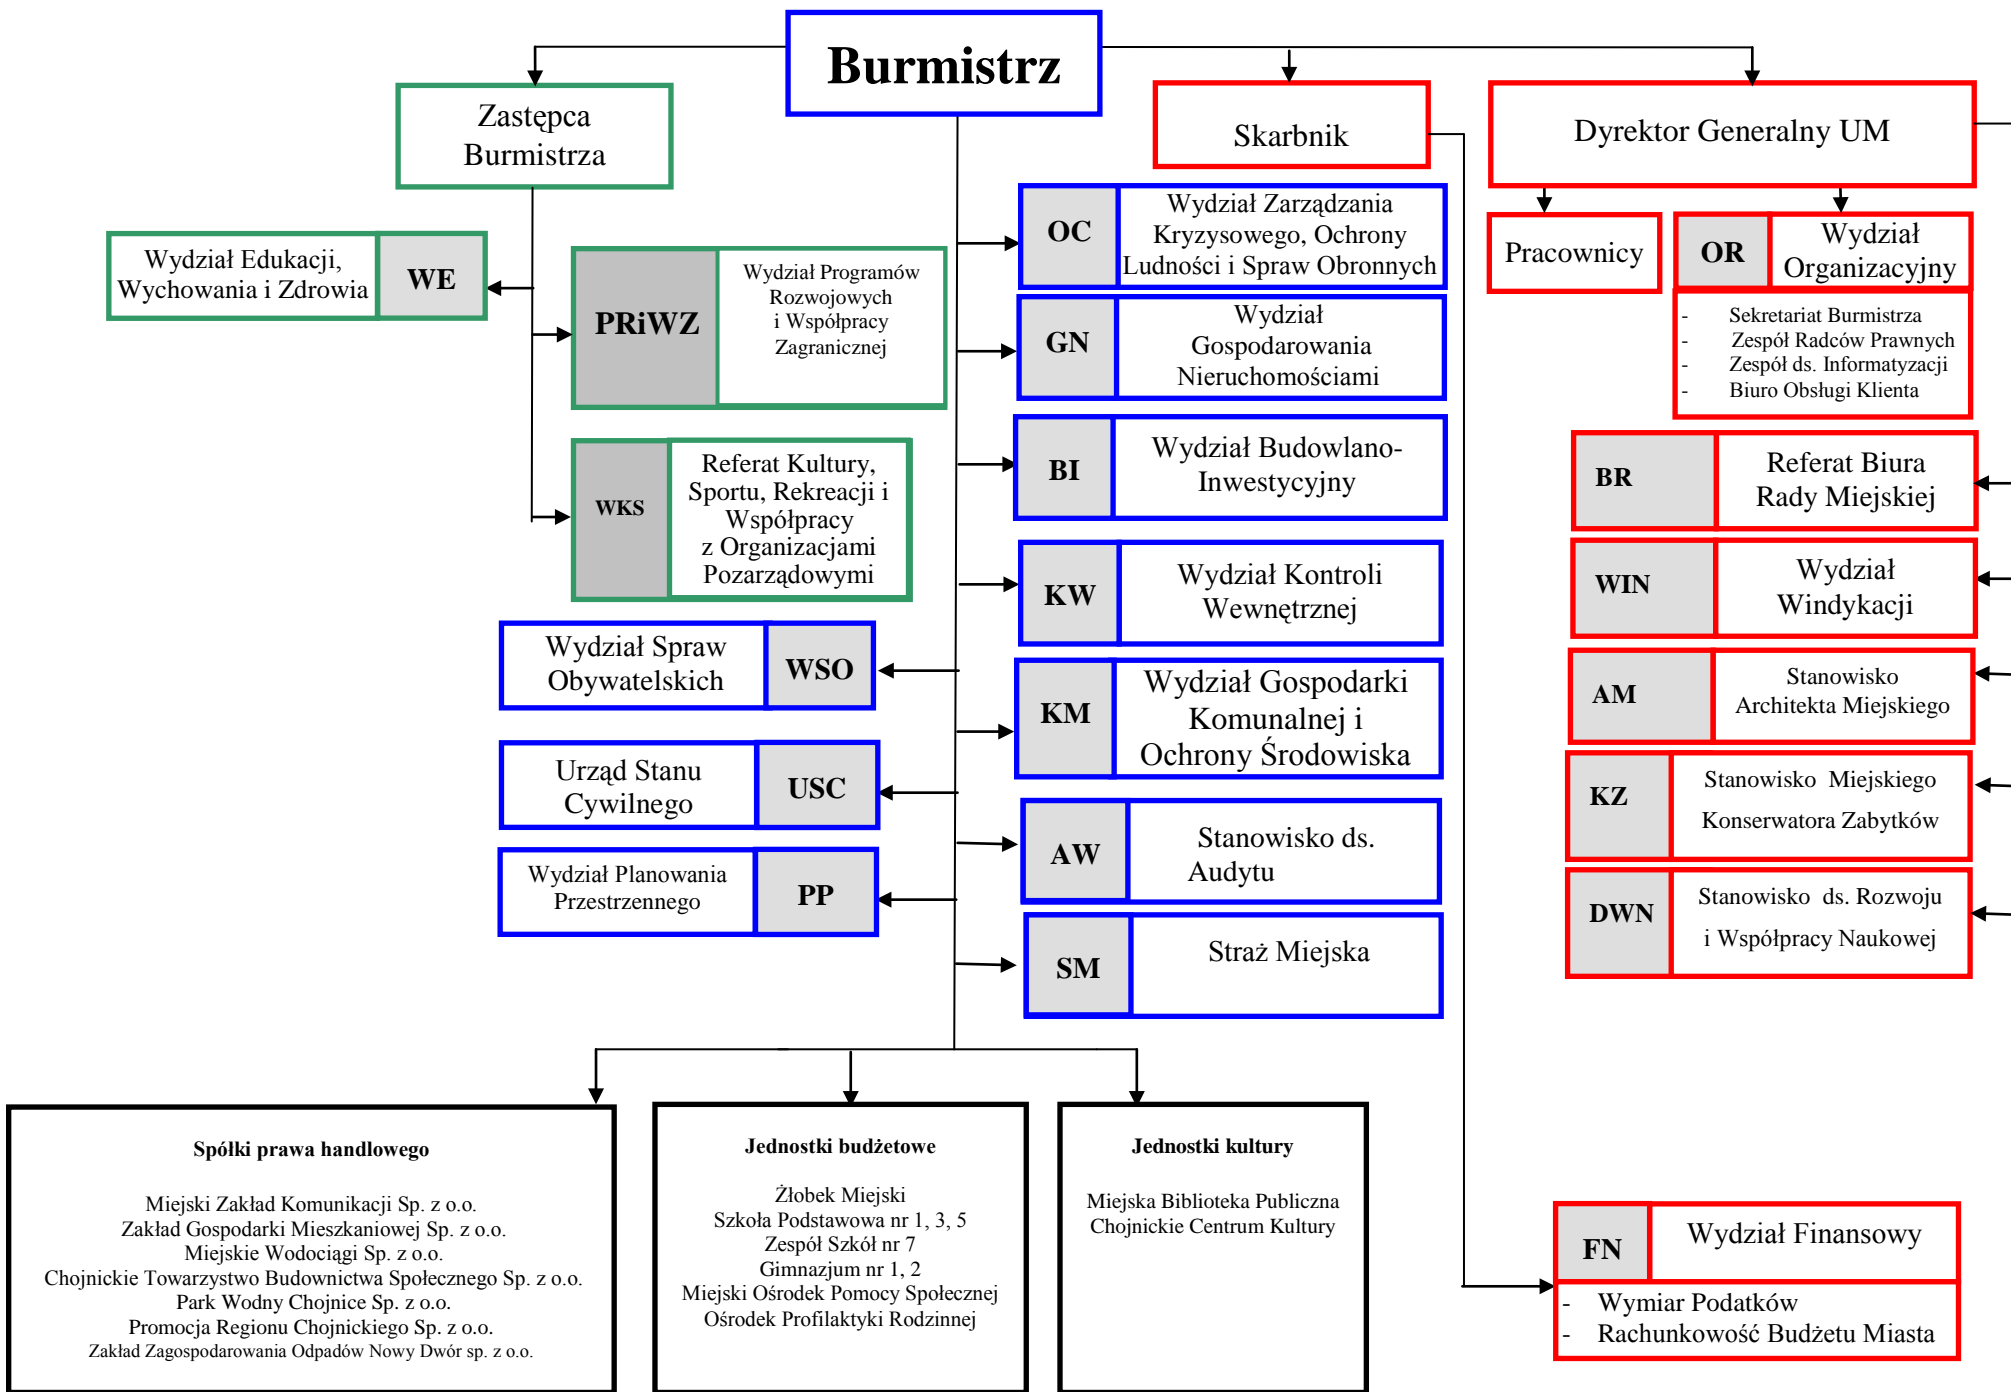 Burmistrz
Zastępca
Burmistrza
Skarbnik
Dyrektor Generalny UM
Wydział Edukacji,
Wychowania i Zdrowia
WE
PRiWZ
Wydział Programów
Rozwojowych
i Współpracy
Zagranicznej
WKS
Referat Kultury,
Sportu, Rekreacji i
Współpracy
z Organizacjami
Pozarządowymi
Wydział Spraw
Obywatelskich
WSO
Urząd Stanu
Cywilnego
USC
Wydział Planowania
Przestrzennego
PP
OC
Wydział Zarządzania
Kryzysowego, Ochrony
Ludności i Spraw Obronnych
GN
Wydział
Gospodarowania
Nieruchomościami
BI
Wydział Budowlano-
Inwestycyjny
KW
Wydział Kontroli
Wewnętrznej
KM
Wydział Gospodarki
Komunalnej i
Ochrony Środowiska
AW
Stanowisko ds.
Audytu
SM
Straż Miejska
Pracownicy
OR
Wydział
Organizacyjny
- Sekretariat Burmistrza
- Zespół Radców Prawnych
- Zespół ds. Informatyzacji
- Biuro Obsługi Klienta
BR
Referat Biura
Rady Miejskiej
WIN
Wydział
Windykacji
AM
Stanowisko
Architekta Miejskiego
KZ
Stanowisko Miejskiego
Konserwatora Zabytków
DWN
Stanowisko ds. Rozwoju
i Współpracy Naukowej
Spółki prawa handlowego
Miejski Zakład Komunikacji Sp. z o.o.
Zakład Gospodarki Mieszkaniowej Sp. z o.o.
Miejskie Wodociągi Sp. z o.o.
Chojnickie Towarzystwo Budownictwa Społecznego Sp. z o.o.
Park Wodny Chojnice Sp. z o.o.
Promocja Regionu Chojnickiego Sp. z o.o.
Zakład Zagospodarowania Odpadów Nowy Dwór sp. z o.o.
Jednostki budżetowe
Żłobek Miejski
Szkoła Podstawowa nr 1, 3, 5
Zespół Szkół nr 7
Gimnazjum nr 1, 2
Miejski Ośrodek Pomocy Społecznej
Ośrodek Profilaktyki Rodzinnej
Jednostki kultury
Miejska Biblioteka Publiczna
Chojnickie Centrum Kultury
FN
Wydział Finansowy
- Wymiar Podatków
- Rachunkowość Budżetu Miasta